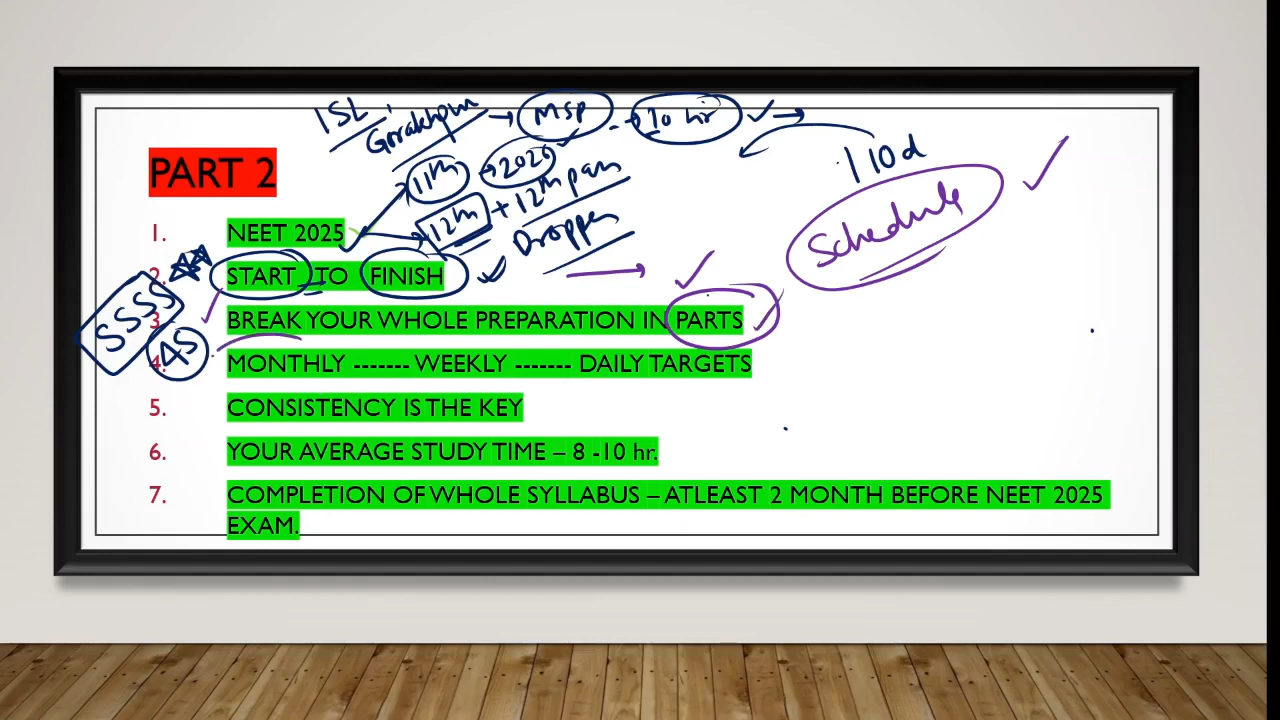 ISL Gorakhpur → MSP → 10 hr ✓ →
110d
PART 2
11th → 2026
12th + 12th pass
Dropper
Schedule ✓
1. NEET 2025
2. START TO FINISH
3. BREAK YOUR WHOLE PREPARATION IN PARTS
SSSS
4S
4. MONTHLY ------- WEEKLY ------- DAILY TARGETS
5. CONSISTENCY IS THE KEY
6. YOUR AVERAGE STUDY TIME – 8 -10 hr.
7. COMPLETION OF WHOLE SYLLABUS – ATLEAST 2 MONTH BEFORE NEET 2025
EXAM.